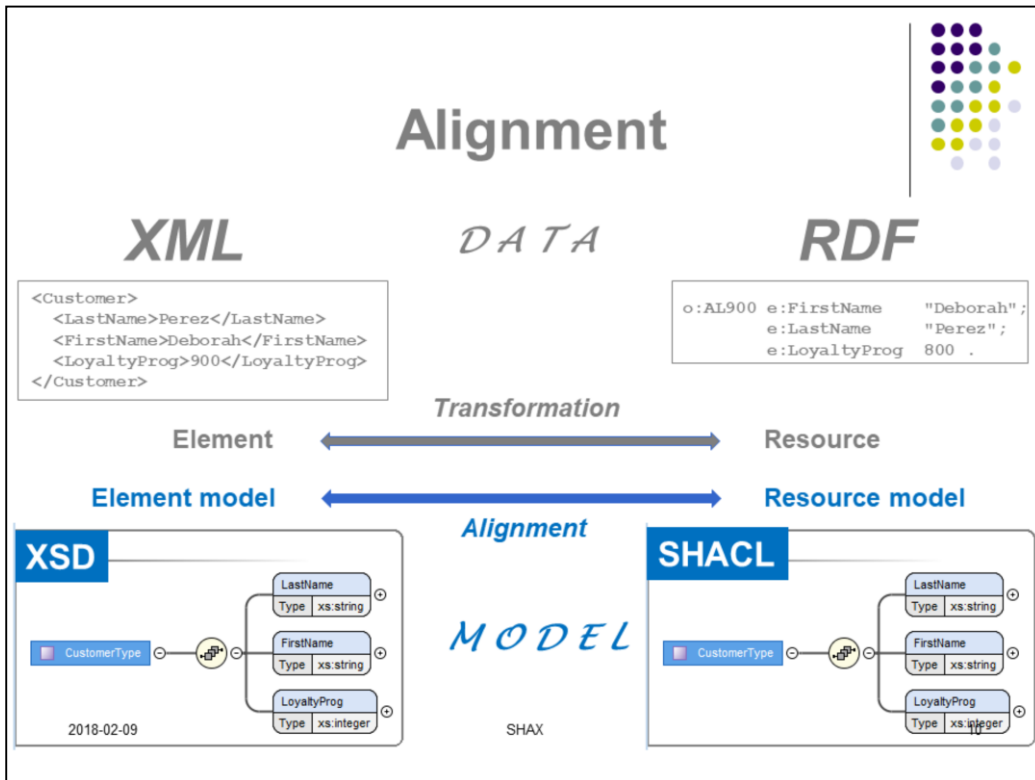 Alignment
XML
DATA
RDF
<Customer>
  <LastName>Perez</LastName>
  <FirstName>Deborah</FirstName>
  <LoyaltyProg>900</LoyaltyProg>
</Customer>
o:AL900 e:FirstName "Deborah";
e:LastName "Perez";
e:LoyaltyProg 800 .
Transformation
Element
Resource
Element model
Resource model
Alignment
XSD
CustomerType
LastName
Type xs:string
FirstName
Type xs:string
LoyaltyProg
Type xs:integer
MODEL
SHACL
CustomerType
LastName
Type xs:string
FirstName
Type xs:string
LoyaltyProg
Type xs:integer
2018-02-09
SHAX
10